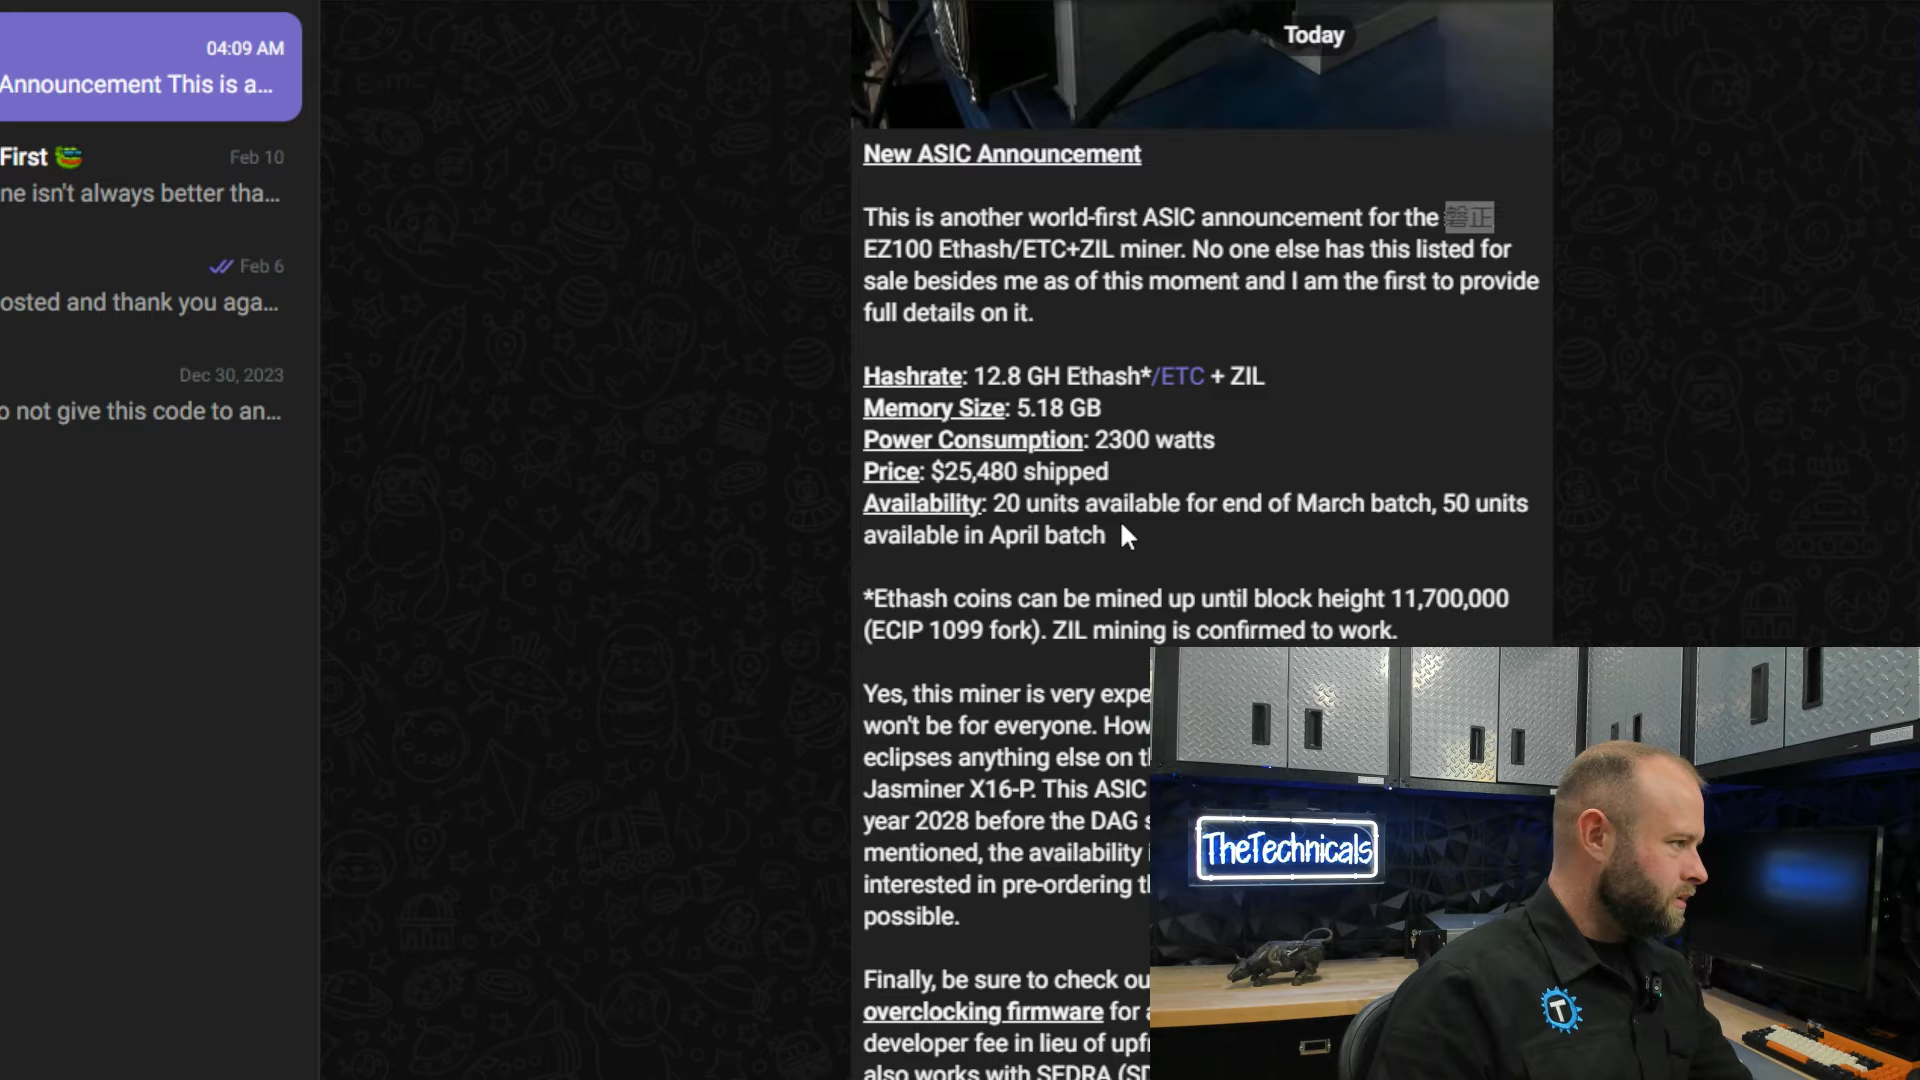 04:09 AM
Announcement This is a...
First
Feb 10
ne isn't always better tha...
Feb 6
osted and thank you aga...
Dec 30, 2023
o not give this code to an...
Today
New ASIC Announcement
This is another world-first ASIC announcement for the 磐正
EZ100 Ethash/ETC+ZIL miner. No one else has this listed for
sale besides me as of this moment and I am the first to provide
full details on it.
Hashrate: 12.8 GH Ethash*/ETC + ZIL
Memory Size: 5.18 GB
Power Consumption: 2300 watts
Price: $25,480 shipped
Availability: 20 units available for end of March batch, 50 units
available in April batch
*Ethash coins can be mined up until block height 11,700,000
(ECIP 1099 fork). ZIL mining is confirmed to work.
Yes, this miner is very expe
won't be for everyone. How
eclipses anything else on t
Jasminer X16-P. This ASIC
year 2028 before the DAG s
mentioned, the availability i
interested in pre-ordering tl
possible.
Finally, be sure to check ou
overclocking firmware for a
developer fee in lieu of upf
also works with SEDRA (SD
TheTechnicals
T